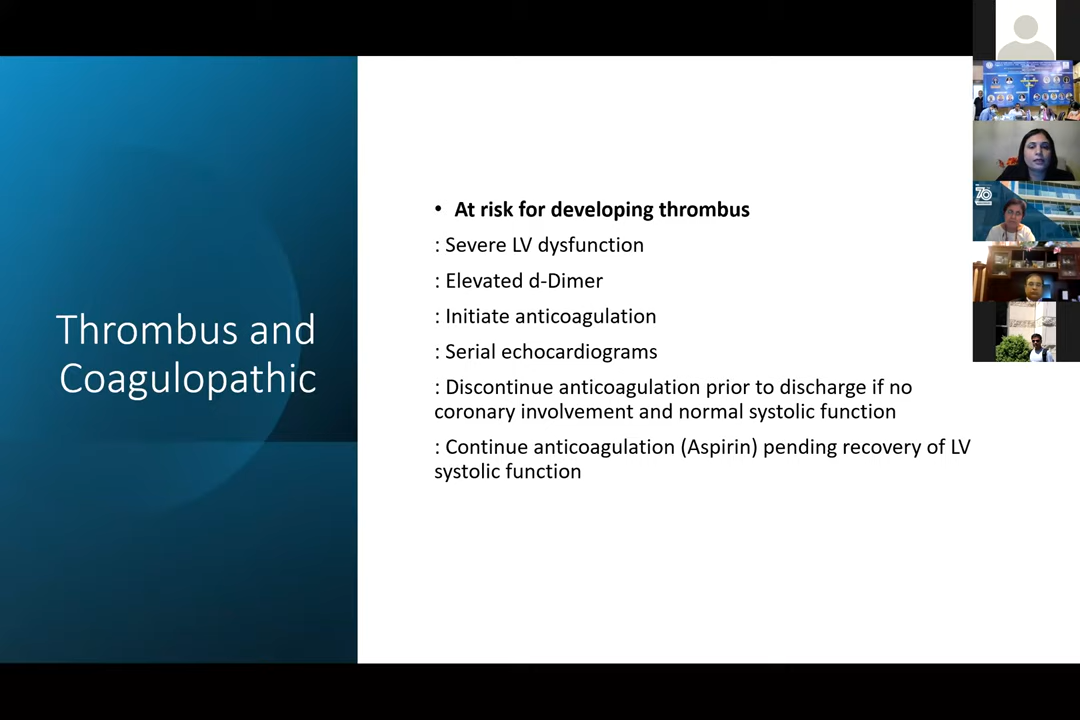 Thrombus and
Coagulopathic
• At risk for developing thrombus
: Severe LV dysfunction
: Elevated d-Dimer
: Initiate anticoagulation
: Serial echocardiograms
: Discontinue anticoagulation prior to discharge if no
coronary involvement and normal systolic function
: Continue anticoagulation (Aspirin) pending recovery of LV
systolic function
70